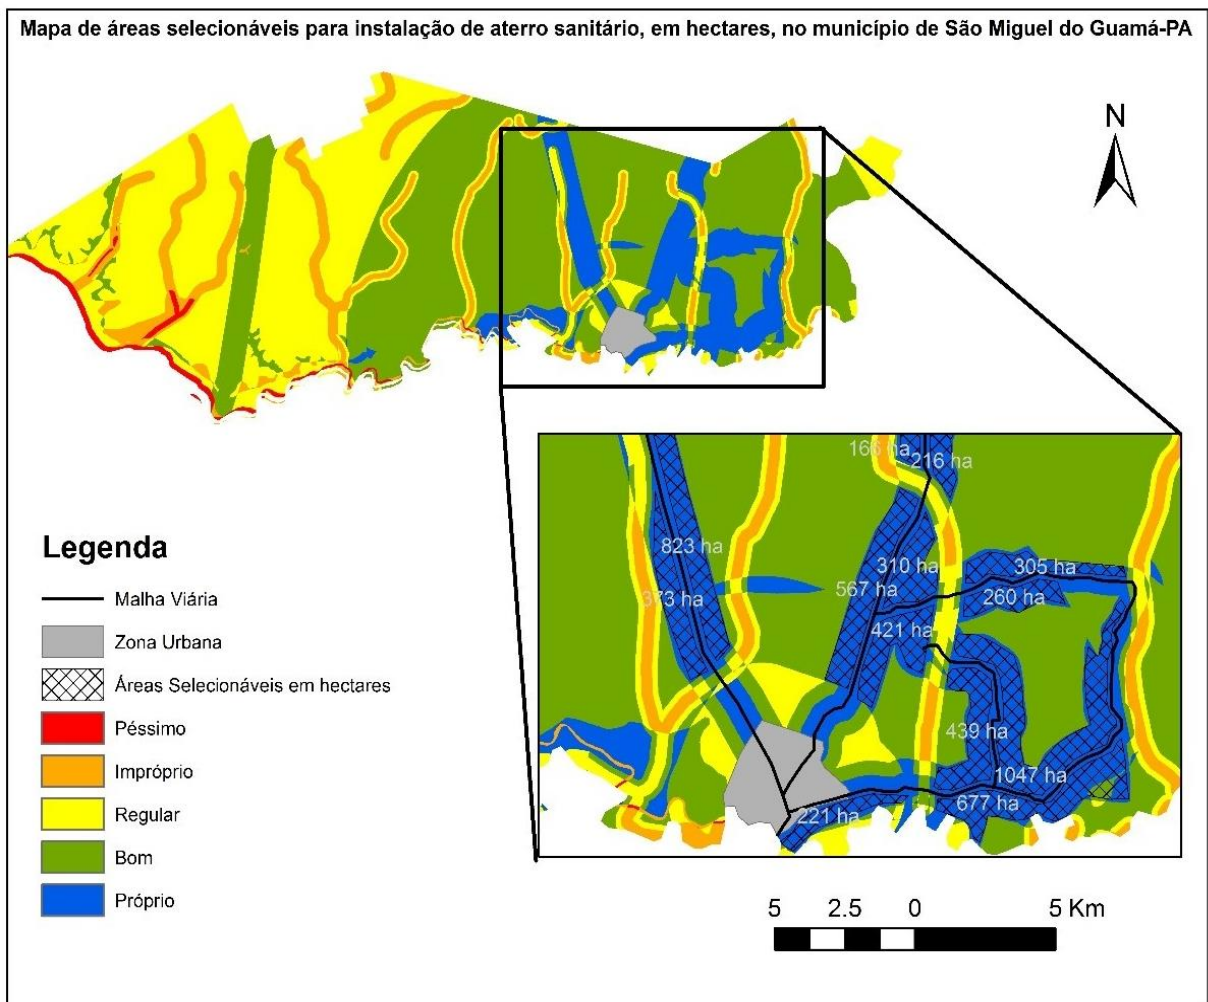 Mapa de áreas selecionáveis para instalação de aterro sanitário, em hectares, no município de São Miguel do Guamá-PA
N
166 ha
216 ha
823 ha
310 ha
305 ha
373 ha
567 ha
260 ha
421 ha
439 ha
1047 ha
677 ha
221 ha
Legenda
Malha Viária
Zona Urbana
Áreas Selecionáveis em hectares
Péssimo
Impróprio
Regular
Bom
Próprio
5 2.5 0 5 Km